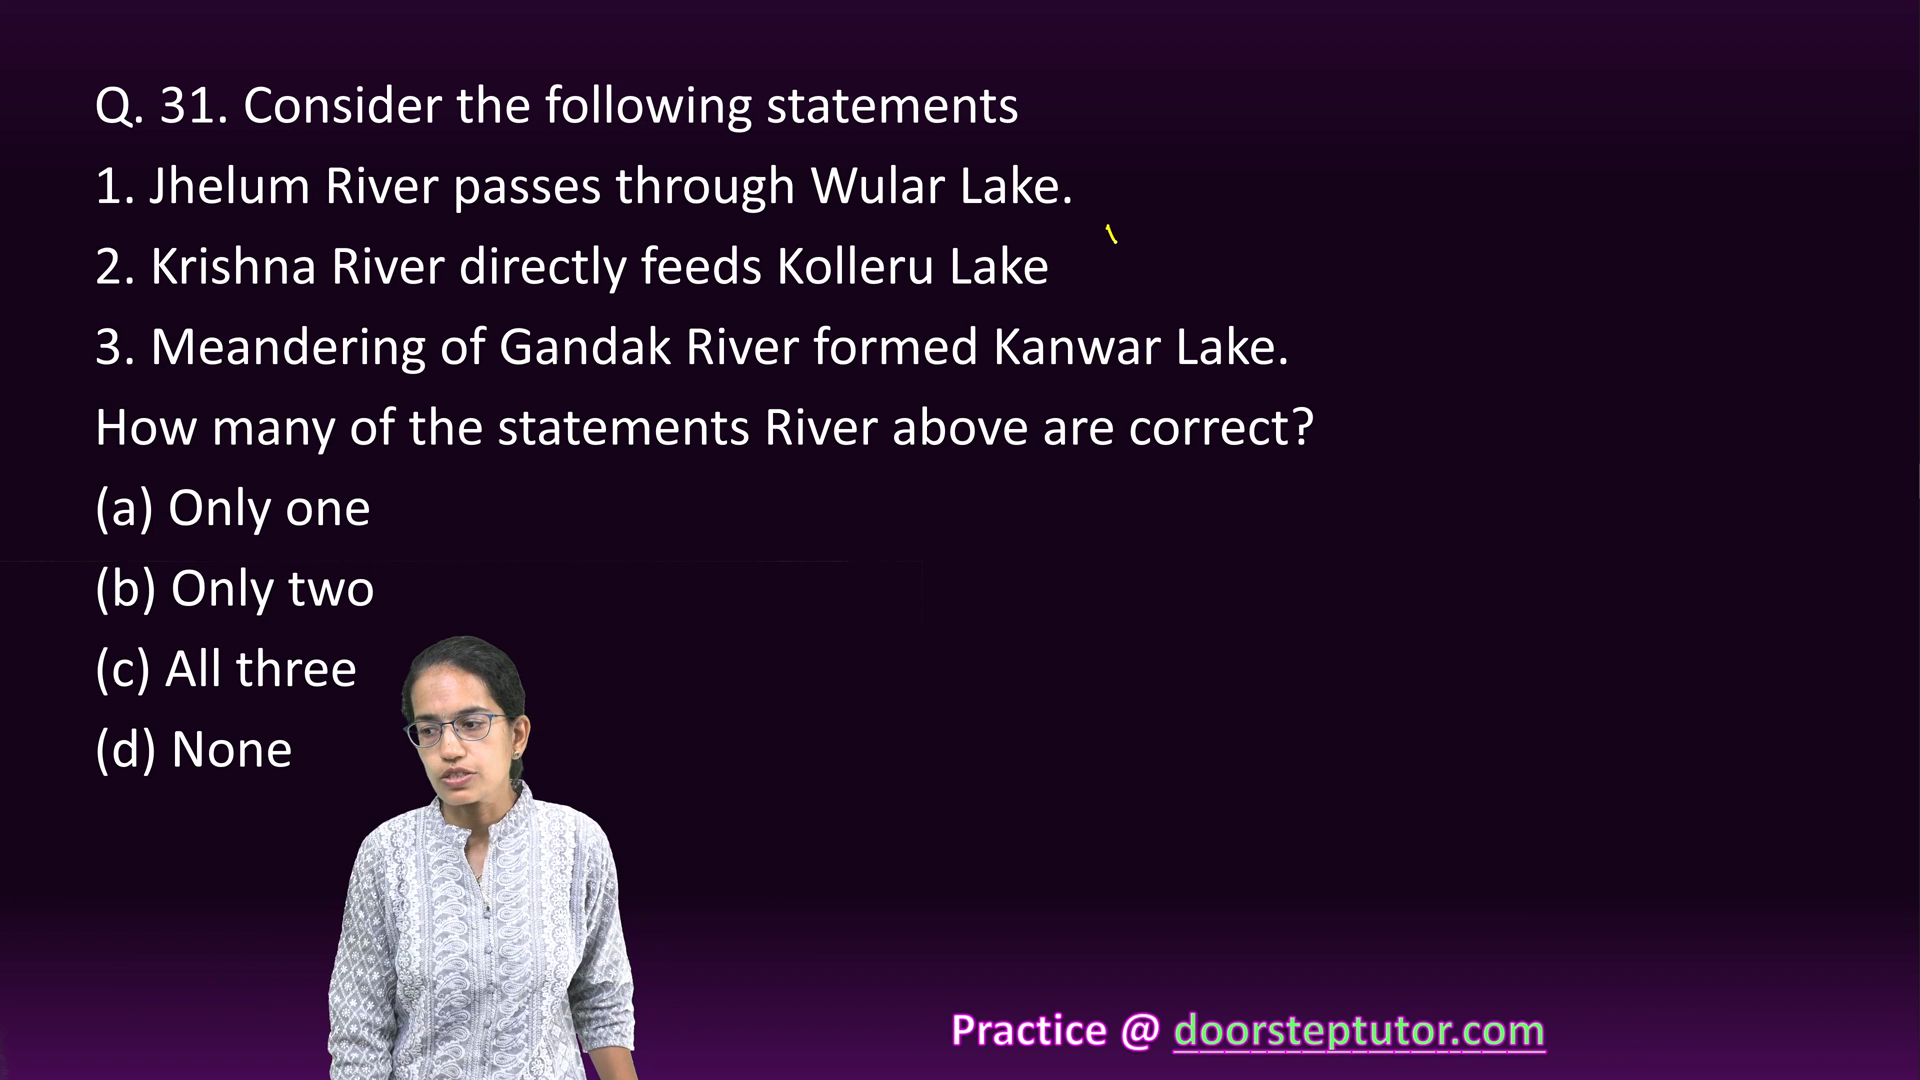 Q. 31. Consider the following statements
1. Jhelum River passes through Wular Lake.
2. Krishna River directly feeds Kolleru Lake
3. Meandering of Gandak River formed Kanwar Lake.
How many of the statements River above are correct?
(a) Only one
(b) Only two
(c) All three
(d) None
Practice @ doorsteptutor.com